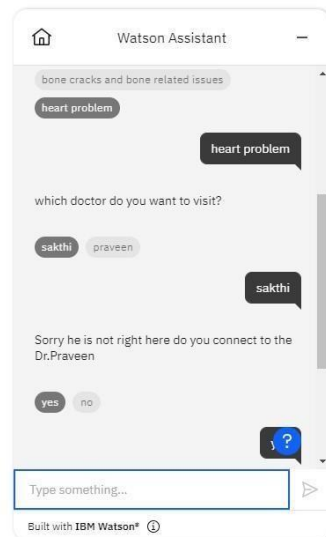 Watson Assistant
bone cracks and bone related issues
heart problem
heart problem
which doctor do you want to visit?
sakthi praveen
sakthi
Sorry he is not right here do you connect to the
Dr.Praveen
yes no
?
Type something...
Built with IBM Watson® ⓘ